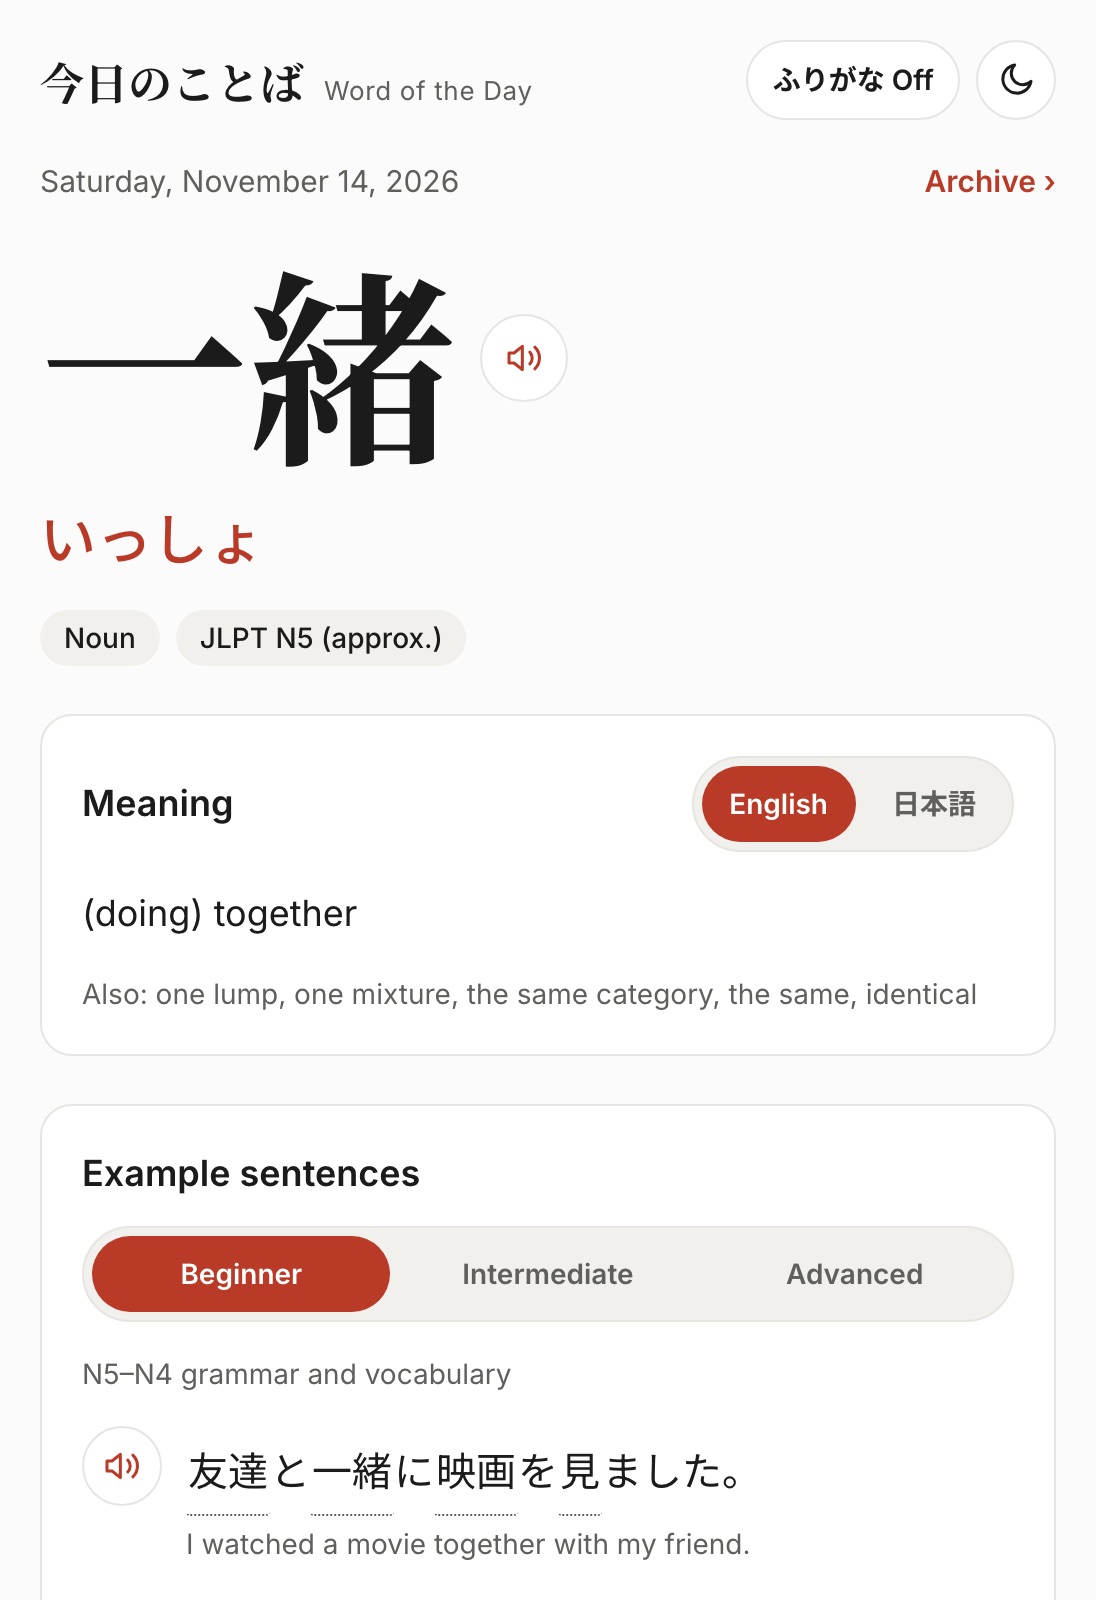 今日のことば Word of the Day
ふりがな Off
Saturday, November 14, 2026
Archive ›
一緒
いっしょ
Noun
JLPT N5 (approx.)
Meaning
English
日本語
(doing) together
Also: one lump, one mixture, the same category, the same, identical
Example sentences
Beginner
Intermediate
Advanced
N5–N4 grammar and vocabulary
友達と一緒に映画を見ました。
I watched a movie together with my friend.